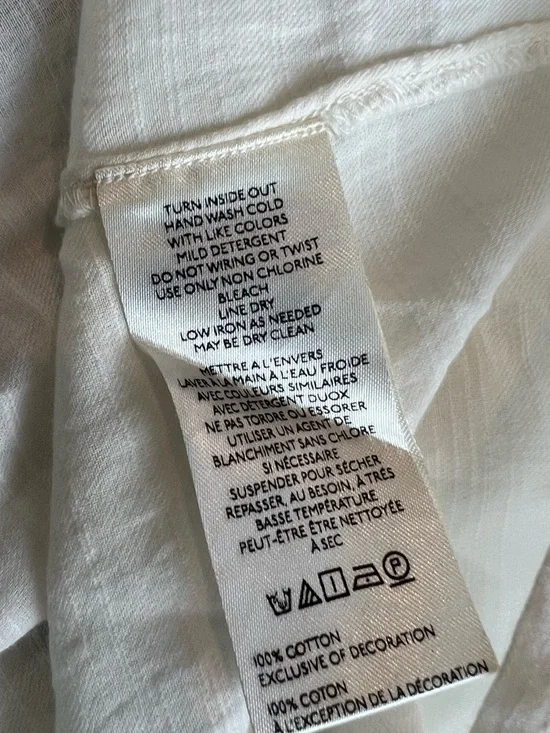 TURN INSIDE OUT
HAND WASH COLD
WITH LIKE COLORS
MILD DETERGENT
DO NOT WIRING OR TWIST
USE ONLY NON CHLORINE
BLEACH
LINE DRY
LOW IRON AS NEEDED
MAY BE DRY CLEAN
METTRE A L'ENVERS
LAVER À LA MAIN À L'EAU FROIDE
AVEC COULEURS SIMILAIRES
AVEC DETERGENT DUOX
NE PAS TORDRE OU ESSORER
UTILISER UN AGENT DE
BLANCHIMENT SANS CHLORE
SI NÉCESSAIRE
SUSPENDER POUR SÉCHER
REPASSER, AU BESOIN, À TRÉS
BASSE TEMPÉRATURE
PEUT-ÊTRE ÊTRE NETTOYÉE
À SEC
P
100% COTTON
EXCLUSIVE OF DECORATION
100% COTON
À L'EXCEPTION DE LA DÉCORATION